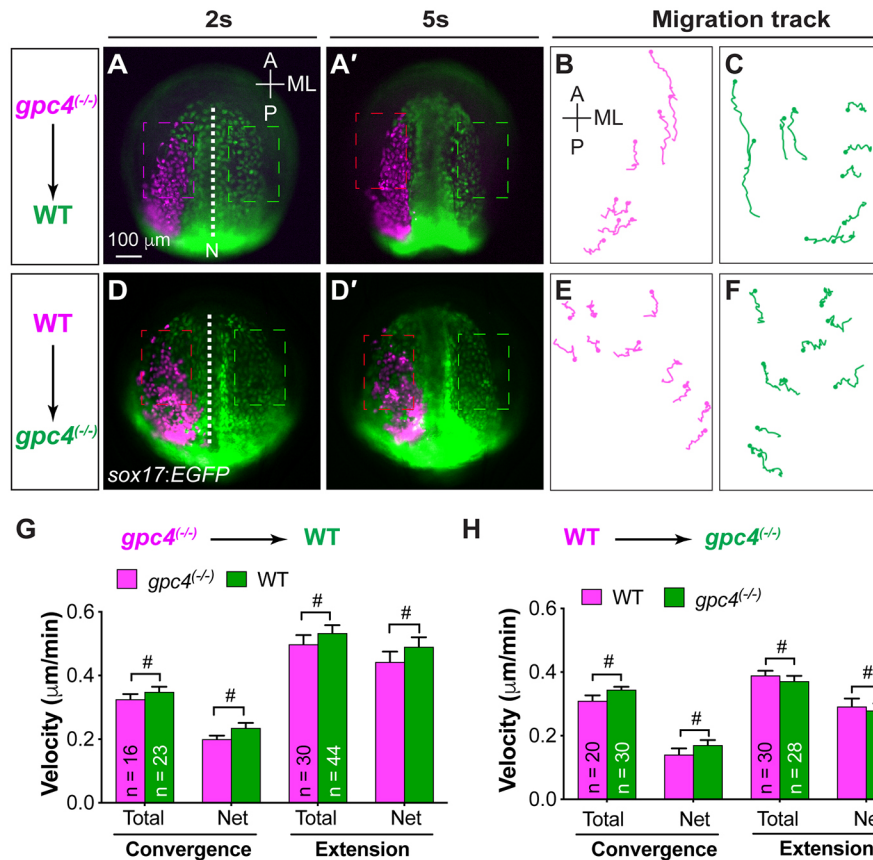 2s 5s Migration track
gpc4(-/-)
WT
A A
ML
P
100 μm
N
A′
B A
ML
P
C
WT
gpc4(-/-)
D
sox17:EGFP
D′
E
F
G
gpc4(-/-) WT
gpc4(-/-) WT
Velocity (μm/min)
0.6
0.4
0.2
0.0
# # # #
n = 16 n = 23 n = 30 n = 44
Total Net Total Net
Convergence Extension
H
WT gpc4(-/-)
WT gpc4(-/-)
Velocity (μm/min)
0.6
0.4
0.2
0.0
# # # #
n = 20 n = 30 n = 30 n = 28
Total Net Total Ne
Convergence Extension